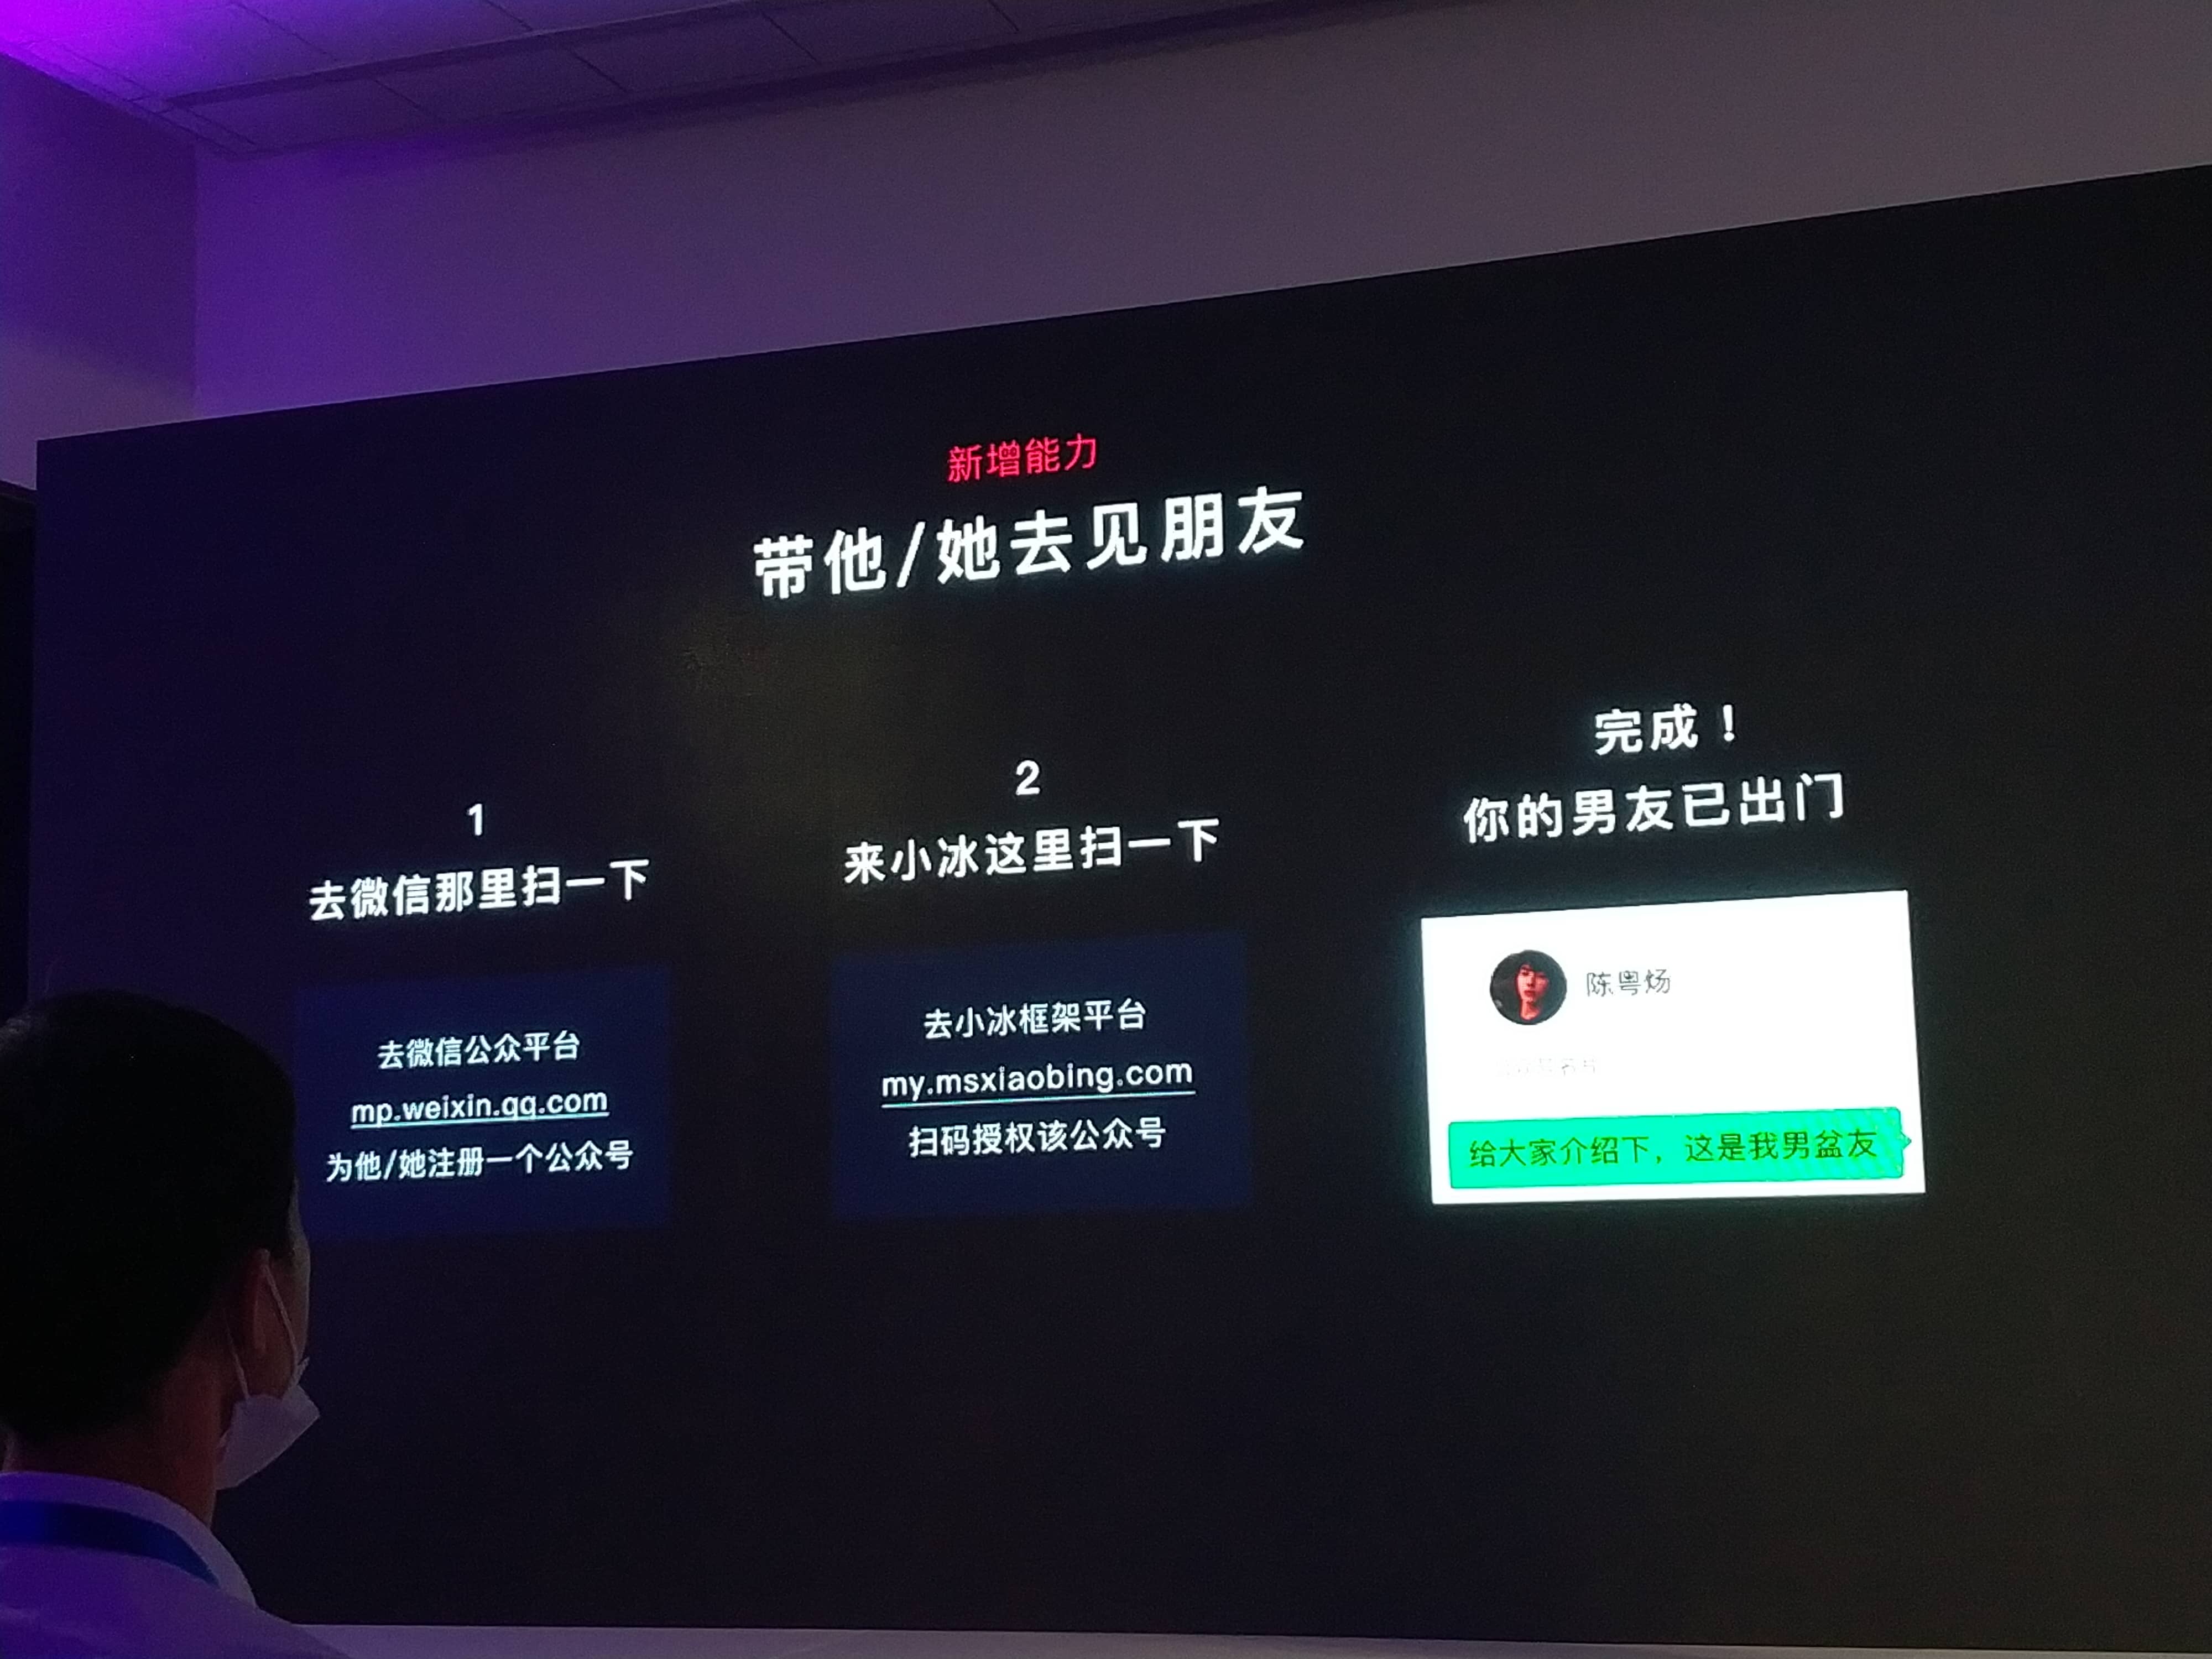 新增能力
带他/她去见朋友
1
去微信那里扫一下
去微信公众平台
mp.weixin.qq.com
为他/她注册一个公众号
2
来小冰这里扫一下
去小冰框架平台
my.msxiaobing.com
扫码授权该公众号
完成！
你的男友已出门
陈粤炀
给大家介绍下，这是我男盆友